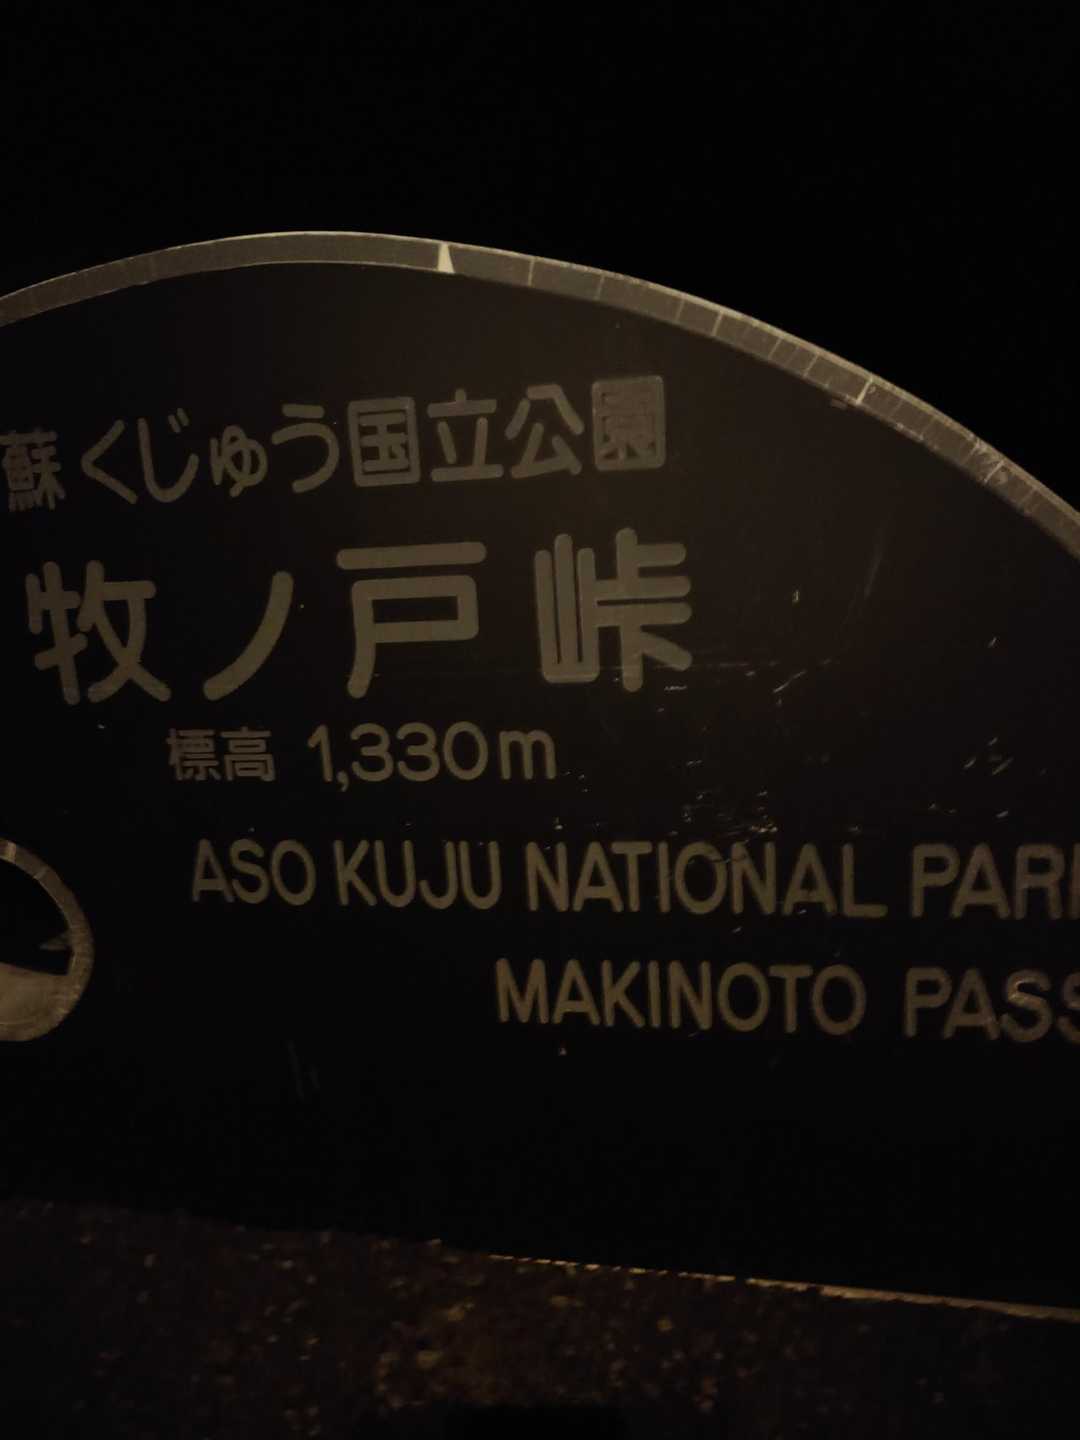 蘇くじゅう国立公園
牧ノ戸峠
標高 1,330m
ASO KUJU NATIONAL PARK
MAKINOTO PASS